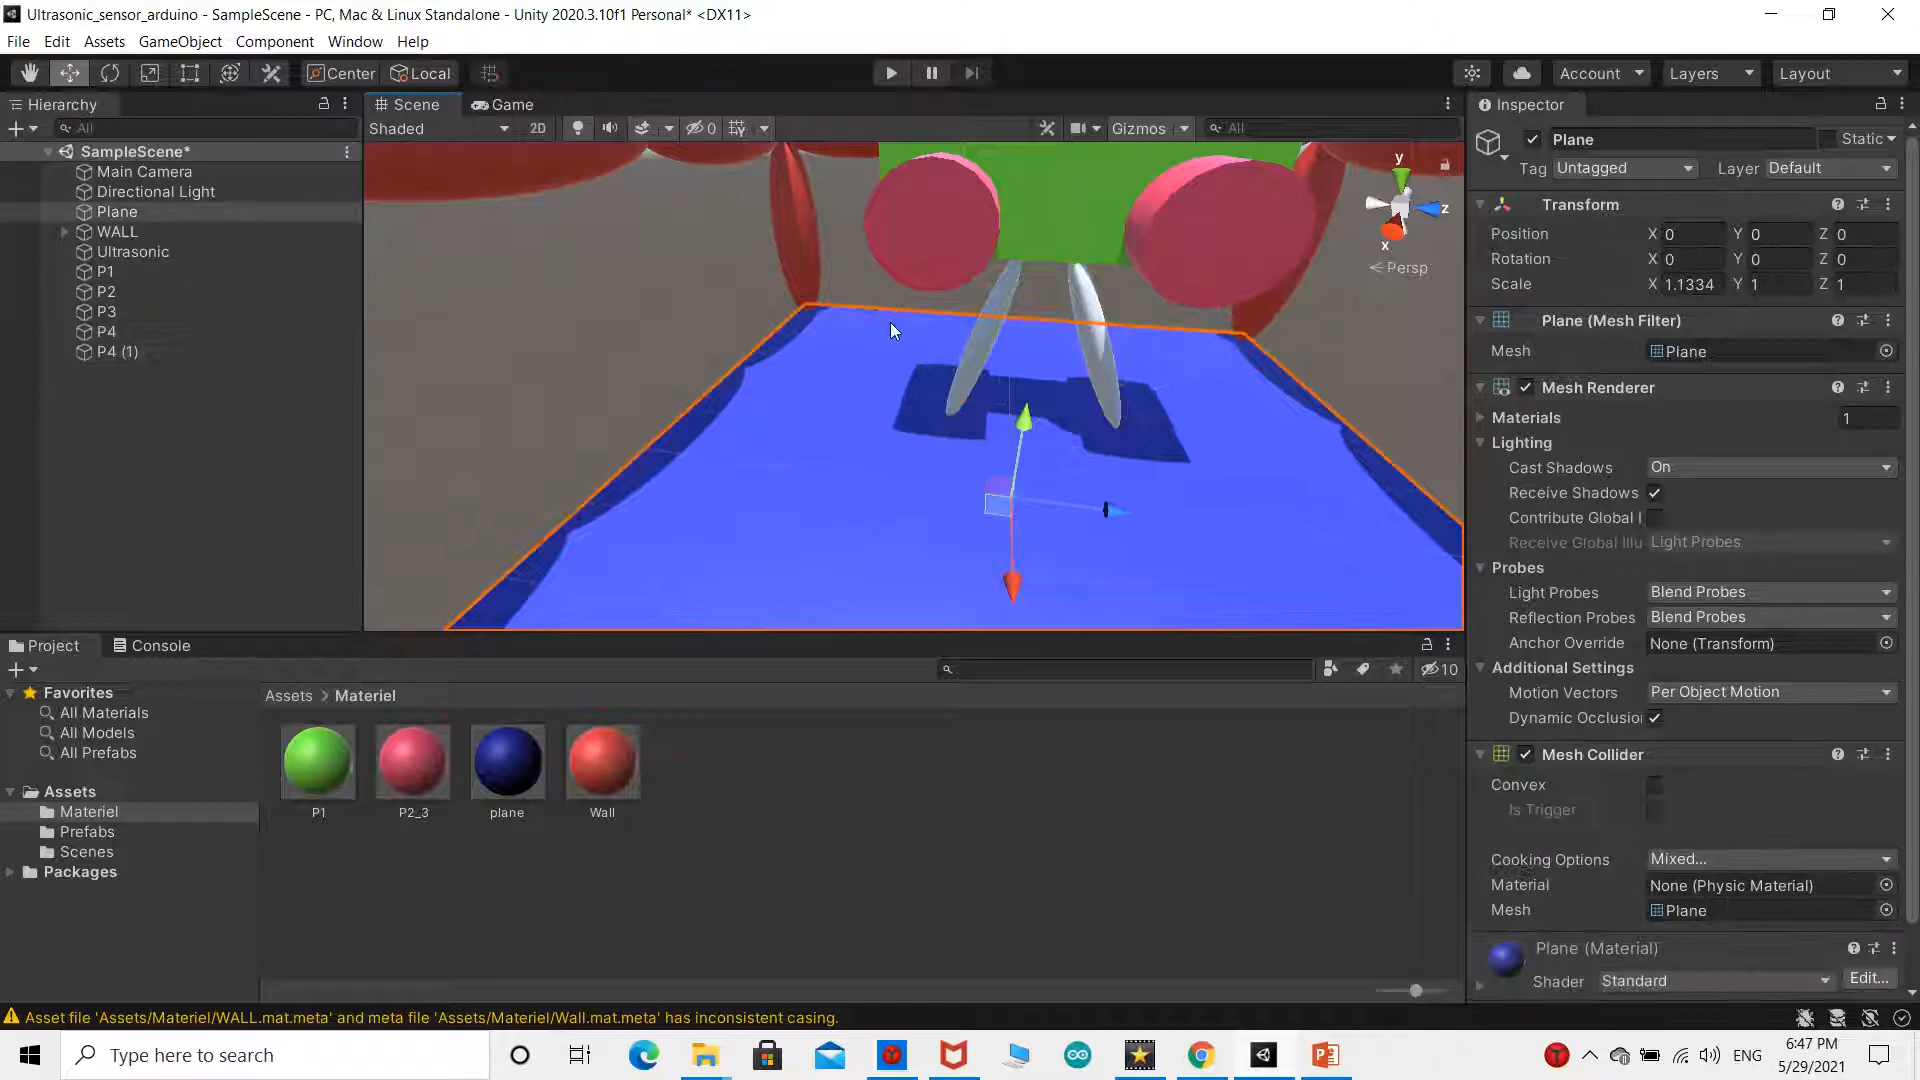 Ultrasonic_sensor_arduino - SampleScene - PC, Mac & Linux Standalone - Unity 2020.3.10f1 Personal* <DX11>
File Edit Assets GameObject Component Window Help
Center Local Account Layers Layout
Hierarchy
All
SampleScene*
Main Camera
Directional Light
Plane
WALL
Ultrasonic
P1
P2
P3
P4
P4 (1)
Scene Game
Shaded 2D 0 Gizmos All
y
z
x
Persp
Inspector
Plane Static
Tag Untagged Layer Default
Transform
Position X 0 Y 0 Z 0
Rotation X 0 Y 0 Z 0
Scale X 1.1334 Y 1 Z 1
Plane (Mesh Filter)
Mesh Plane
Mesh Renderer
Materials 1
Lighting
Cast Shadows On
Receive Shadows
Contribute Global I
Receive Global Illu Light Probes
Probes
Light Probes Blend Probes
Reflection Probes Blend Probes
Anchor Override None (Transform)
Additional Settings
Motion Vectors Per Object Motion
Dynamic Occlusion
Mesh Collider
Convex
Is Trigger
Cooking Options Mixed...
Material None (Physic Material)
Mesh Plane
Plane (Material)
Shader Standard Edit...
Project Console
10
Favorites
All Materials
All Models
All Prefabs
Assets
Materiel
Prefabs
Scenes
Packages
Assets > Materiel
P1 P2_3 plane Wall
Asset file 'Assets/Materiel/WALL.mat.meta' and meta file 'Assets/Materiel/Wall.mat.meta' has inconsistent casing.
Type here to search
ENG
6:47 PM
5/29/2021